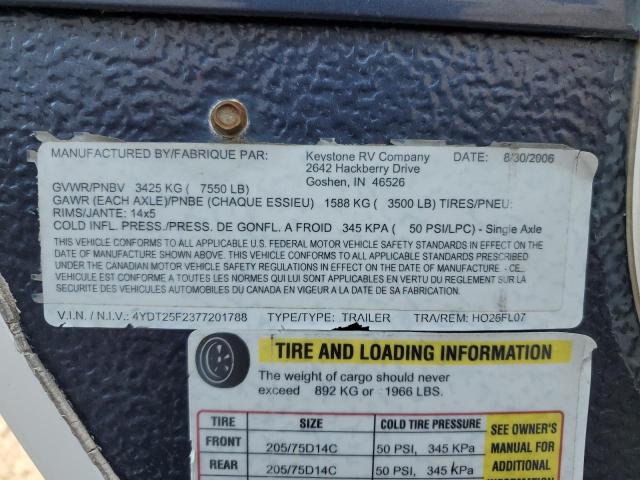 MANUFACTURED BY/FABRIQUE PAR: Keystone RV Company DATE: 8/30/2006
2642 Hackberry Drive
Goshen, IN 46526
GVWR/PNBV 3425 KG ( 7550 LB)
GAWR (EACH AXLE)/PNBE (CHAQUE ESSIEU) 1588 KG ( 3500 LB) TIRES/PNEU:
RIMS/JANTE: 14x5
COLD INFL. PRESS./PRESS. DE GONFL. A FROID 345 KPA ( 50 PSI/LPC) - Single Axle
THIS VEHICLE CONFORMS TO ALL APPLICABLE U.S. FEDERAL MOTOR VEHICLE SAFETY STANDARDS IN EFFECT ON THE
DATE OF MANUFACTURE SHOWN ABOVE. THIS VEHICLE CONFORMS TO ALL APPLICABLE STANDARDS PRESCRIBED
UNDER THE CANADIAN MOTOR VEHICLE SAFETY REGULATIONS IN EFFECT ON THE DATE OF MANUFACTURE. - CE
VEHICULE EST CONFORME A TOUTES LES NORMES QUI LUI SONT APPLICABLES EN VERTU DU REGLEMENT SUR LA
SECURITE DES VEHICULES AUTOMOBILES DU CANADA EN VIGEUR A LA DATE DE SA FABRICATION.
V.I.N. / N.I.V.: 4YDT25F2377201788 TYPE/TYPE: TRAILER TRA/REM: HO25FL07
TIRE AND LOADING INFORMATION
The weight of cargo should never
exceed 892 KG or 1966 LBS.
TIRE SIZE COLD TIRE PRESSURE
FRONT 205/75D14C 50 PSI, 345 KPa
REAR 205/75D14C 50 PSI, 345 KPa
SEE OWNER'S
MANUAL FOR
ADDITIONAL
INFORMATION